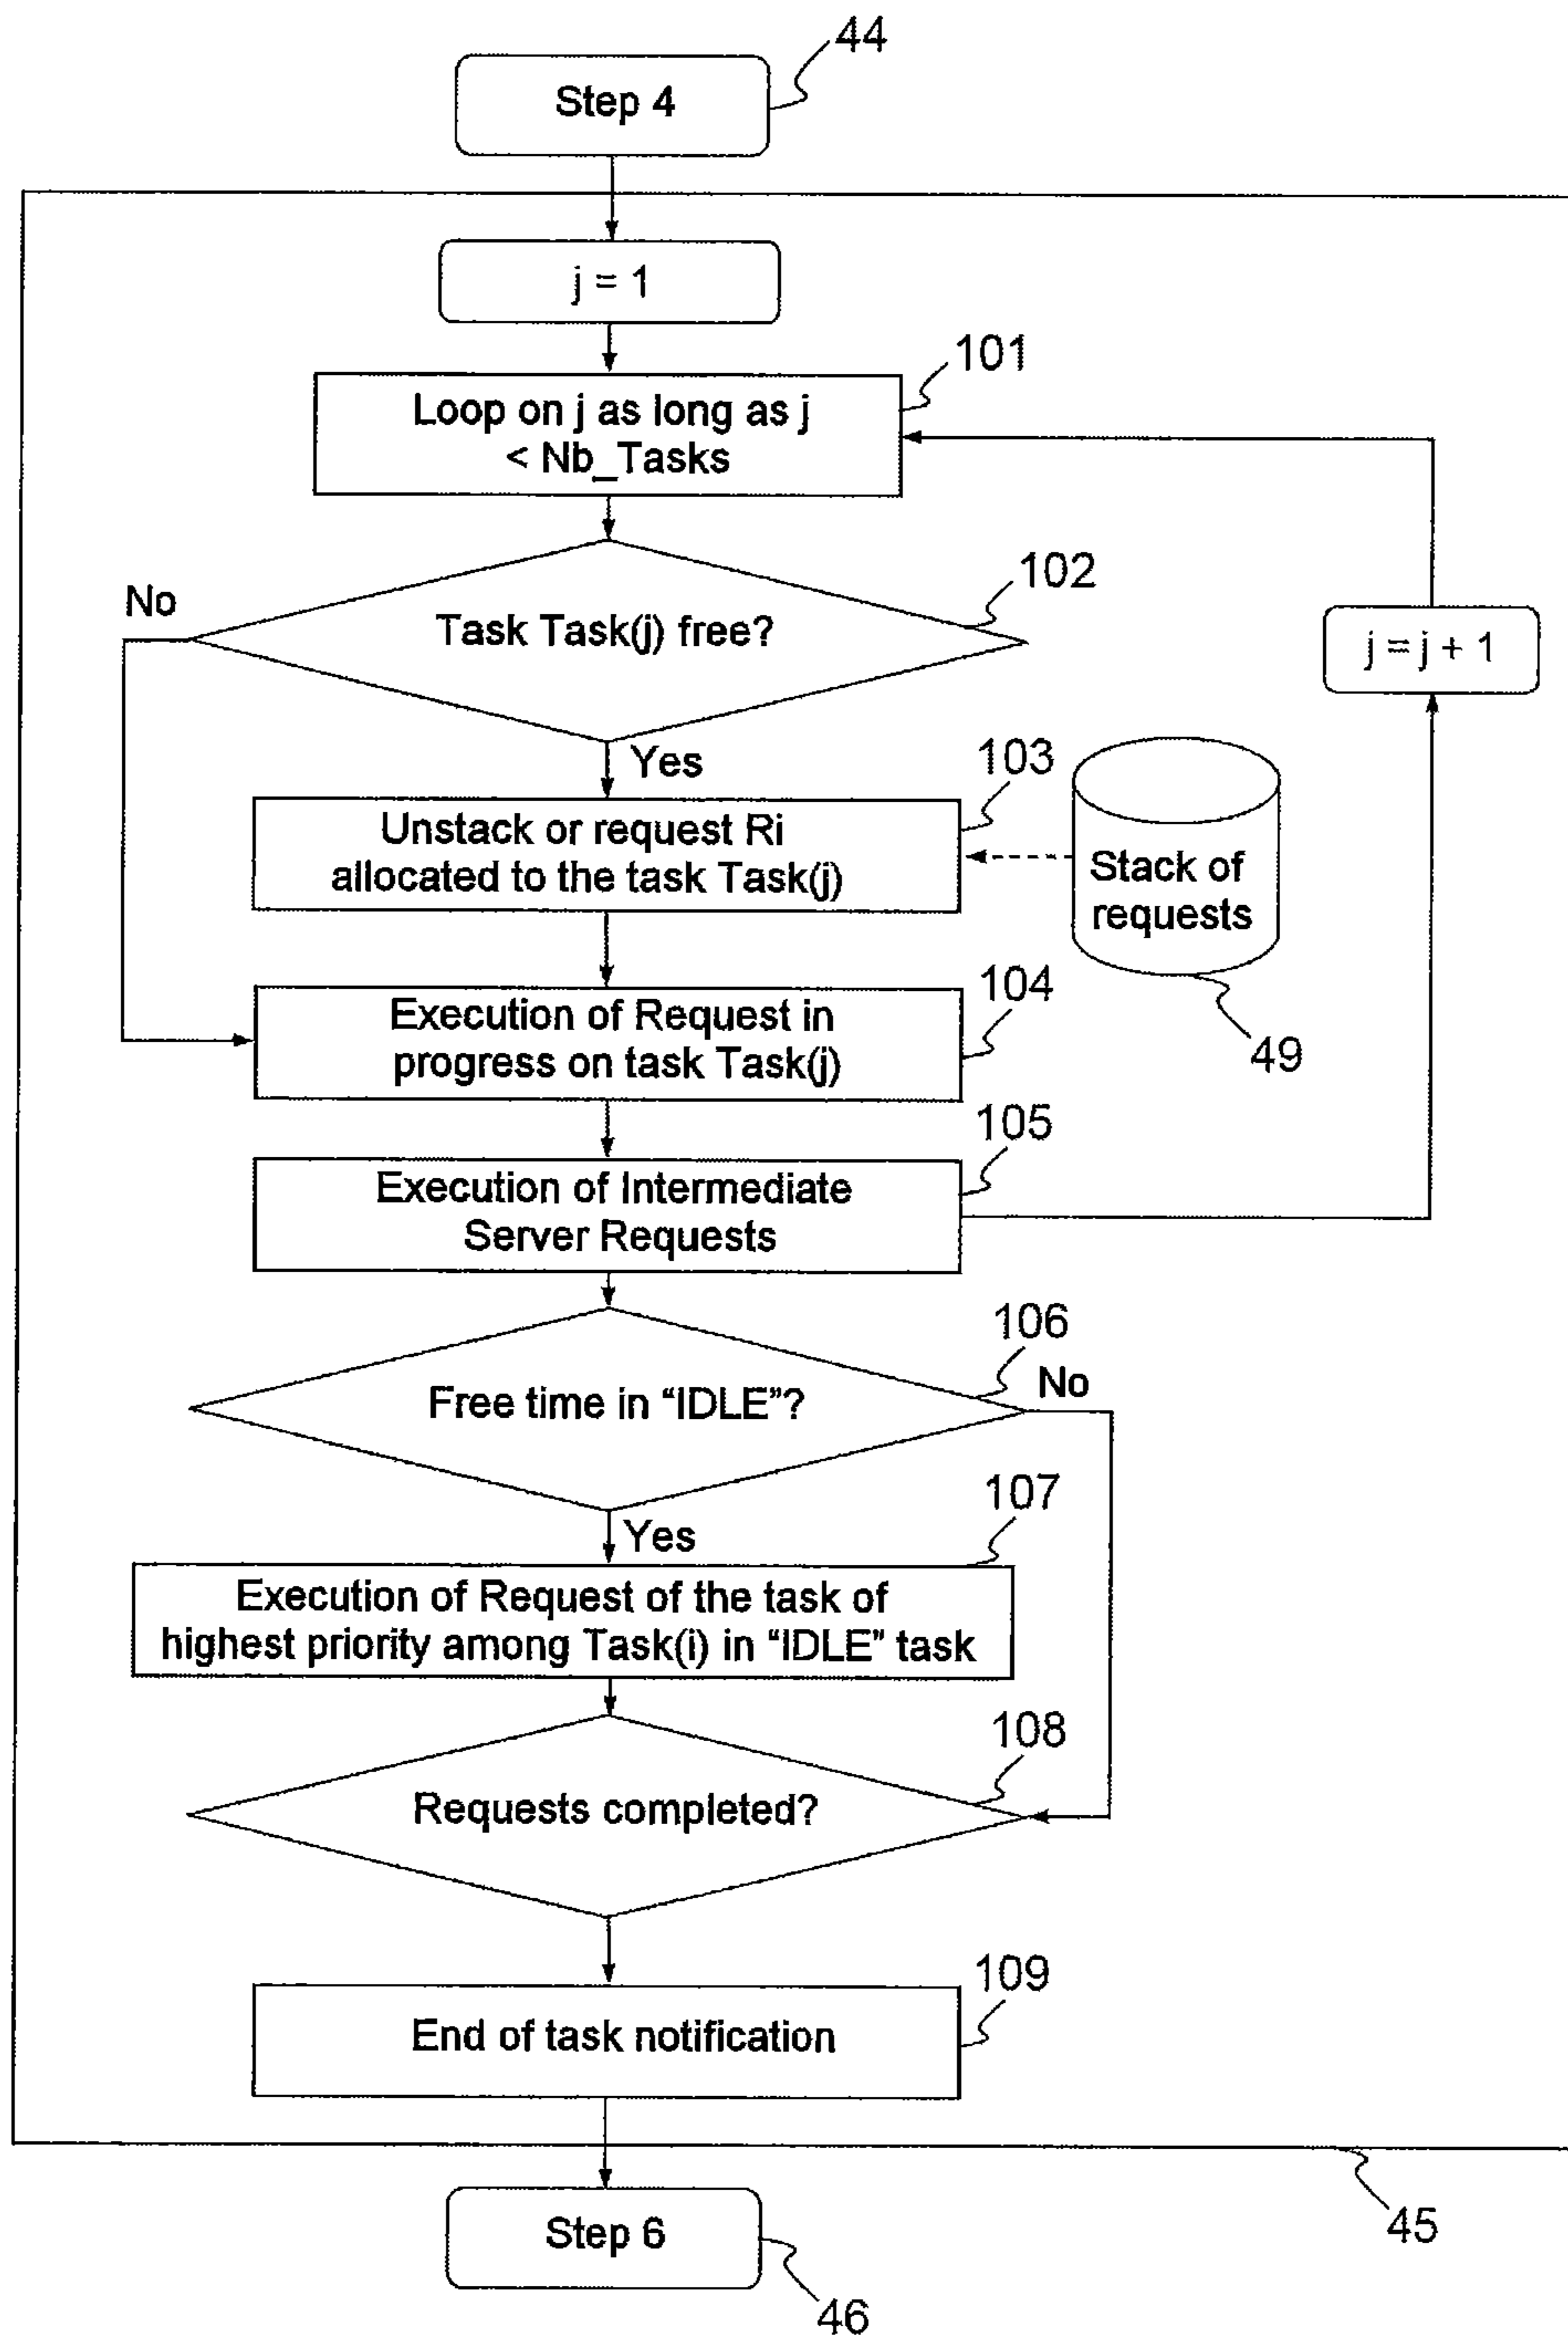 44
Step 4
j = 1
101
Loop on j as long as j
< Nb_Tasks
102
No
Task Task(j) free?
j = j + 1
Yes
103
Unstack or request Ri
allocated to the task Task(j)
Stack of
requests
49
104
Execution of Request in
progress on task Task(j)
105
Execution of Intermediate
Server Requests
106
No
Free time in “IDLE”?
Yes
107
Execution of Request of the task of
highest priority among Task(i) in “IDLE” task
108
Requests completed?
109
End of task notification
45
Step 6
46